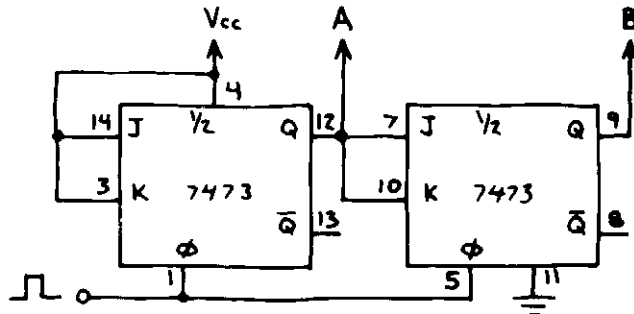 Vcc A B
4
14 J 1/2 Q 12 7 J 1/2 Q 9
3 K 7473 10 K 7473
Q̅ 13 Q̅ 8
ϕ ϕ
1 5 11